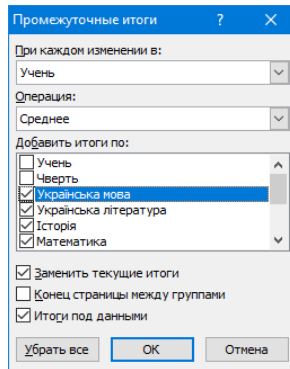 Промежуточные итоги
При каждом изменении в:
Учень
Операция:
Среднее
Добавить итоги по:
Учень
Чверть
Українська мова
Українська література
Історія
Математика
Заменить текущие итоги
Конец страницы между группами
Итоги под данными
Убрать все ОК Отмена